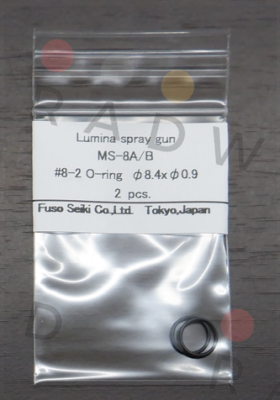 Lumina spray gun
MS-8A/B
#8-2 O-ring φ8.4xφ0.9
2 pcs.
Fuso Seiki Co.,Ltd. Tokyo,Japan